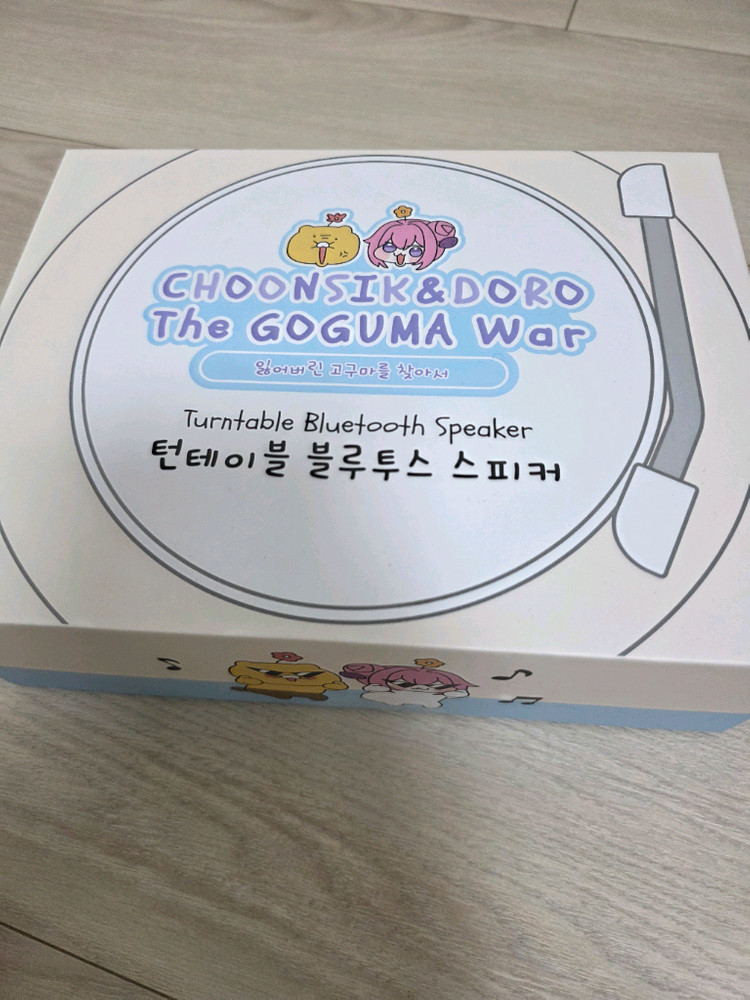 CHOONSIK&DORO
The GOGUMA War
잃어버린 고구마를 찾아서
Turntable Bluetooth Speaker
턴테이블 블루투스 스피커